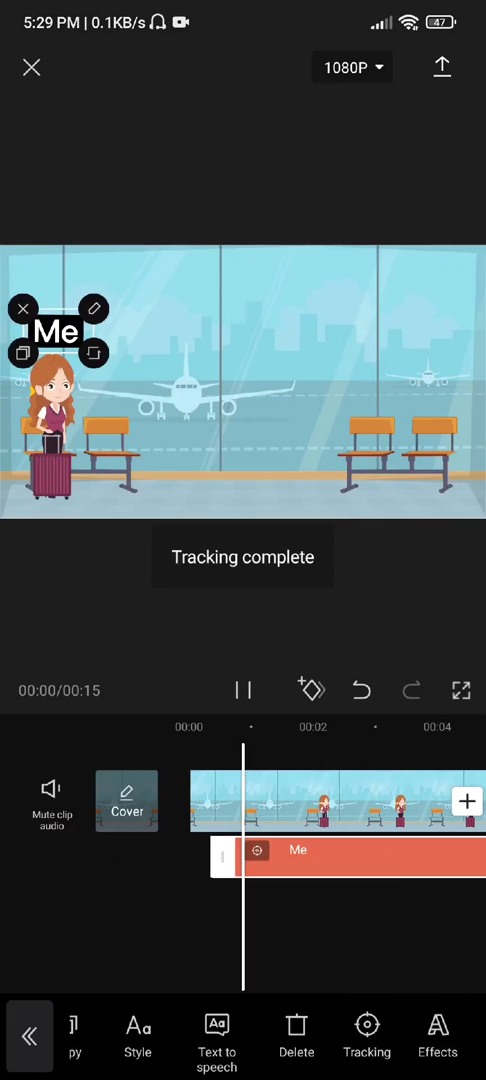 5:29 PM | 0.1KB/s
47
1080P
Me
Tracking complete
00:00/00:15
00:00
00:02
00:04
Mute clip
audio
Cover
Me
py
Style
Text to
speech
Delete
Tracking
Effects